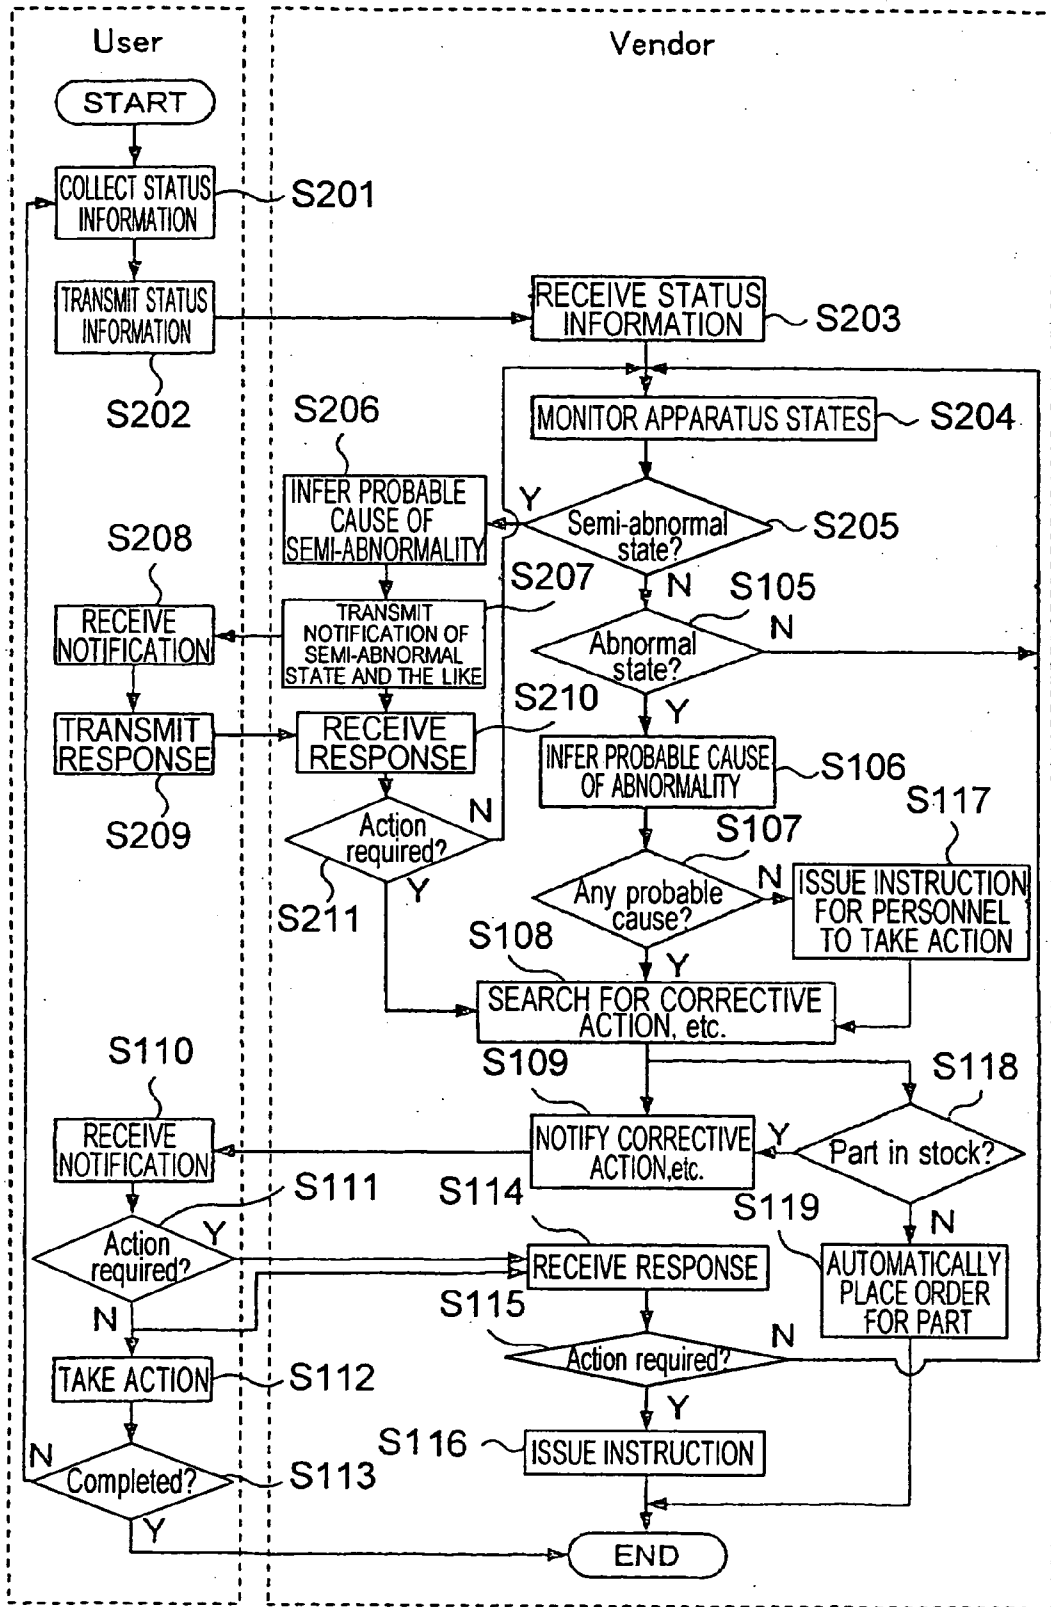 User
Vendor
START
COLLECT STATUS
INFORMATION
S201
TRANSMIT STATUS
INFORMATION
S202
RECEIVE STATUS
INFORMATION
S203
MONITOR APPARATUS STATES
S204
S206
INFER PROBABLE
CAUSE OF
SEMI-ABNORMALITY
Y
Semi-abnormal
state?
S205
N
S208
RECEIVE
NOTIFICATION
S207
TRANSMIT
NOTIFICATION OF
SEMI-ABNORMAL
STATE AND THE LIKE
S105
Abnormal
state?
N
Y
TRANSMIT
RESPONSE
S209
S210
RECEIVE
RESPONSE
INFER PROBABLE CAUSE
OF ABNORMALITY
S106
Action
required?
N
Y
S211
S107
Any probable
cause?
N
Y
S117
ISSUE INSTRUCTION
FOR PERSONNEL
TO TAKE ACTION
S108
SEARCH FOR CORRECTIVE
ACTION, etc.
S110
RECEIVE
NOTIFICATION
S109
NOTIFY CORRECTIVE
ACTION,etc.
Y
S118
Part in stock?
N
S111
Action
required?
Y
N
S114
RECEIVE RESPONSE
S119
AUTOMATICALLY
PLACE ORDER
FOR PART
S115
Action required?
N
Y
TAKE ACTION
S112
S116
ISSUE INSTRUCTION
N
Completed?
S113
Y
END